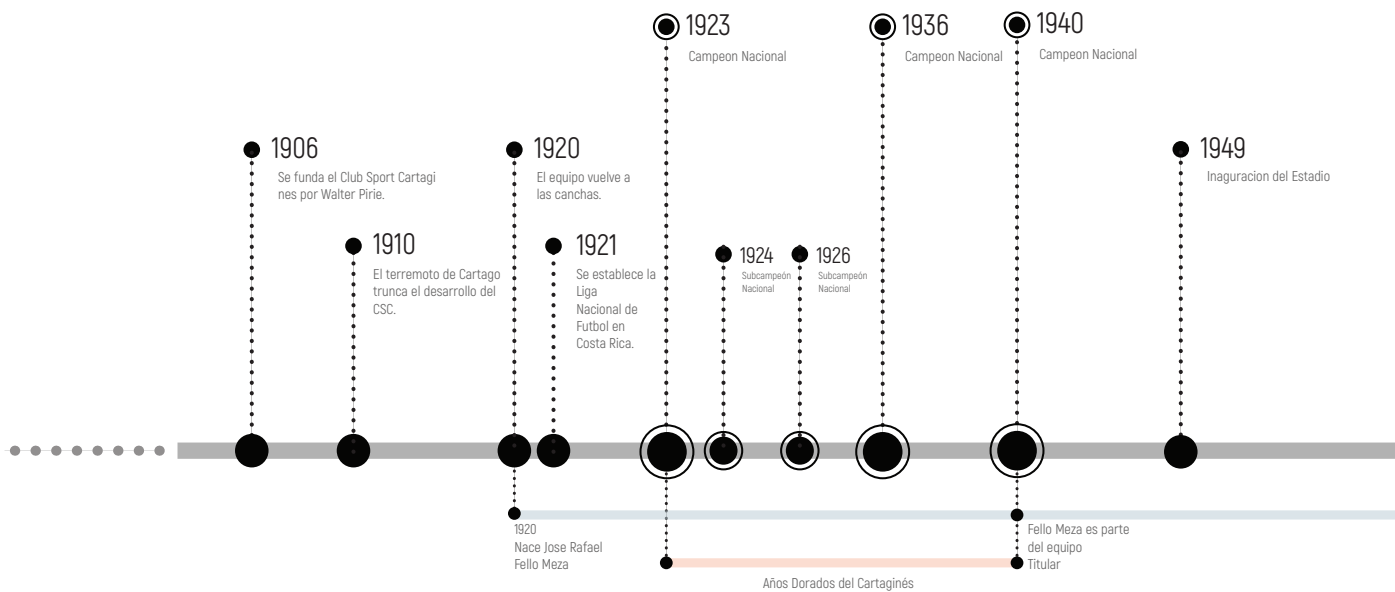 1923
Campeon Nacional
1936
Campeon Nacional
1940
Campeon Nacional
1906
Se funda el Club Sport Cartagi
nes por Walter Pirie.
1920
El equipo vuelve a
las canchas.
1949
Inaguracion del Estadio
1910
El terremoto de Cartago
trunca el desarrollo del
CSC.
1921
Se establece la
Liga
Nacional de
Futbol en
Costa Rica.
1924
Subcampeón
Nacional
1926
Subcampeón
Nacional
1920
Nace Jose Rafael
Fello Meza
Fello Meza es parte
del equipo
Titular
Años Dorados del Cartaginés